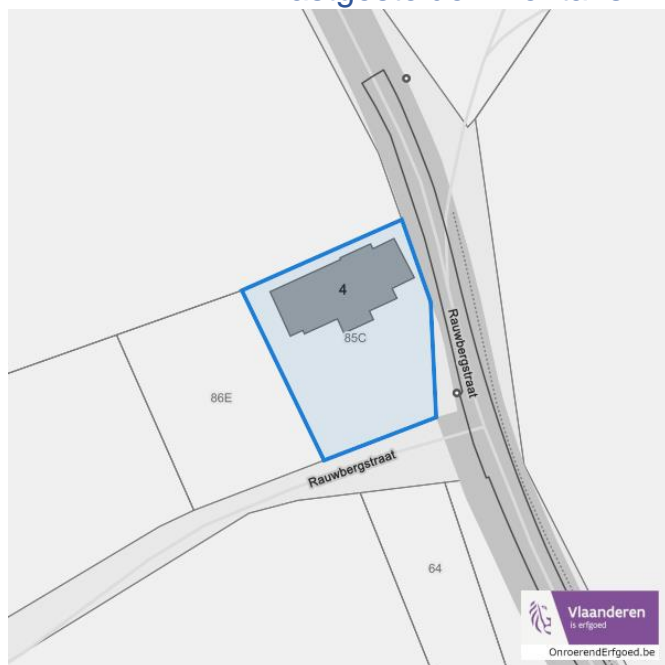 4
85C
86E
Rauwbergstraat
Rauwbergstraat
64
Vlaanderen
is erfgoed
OnroerendErfgoed.be